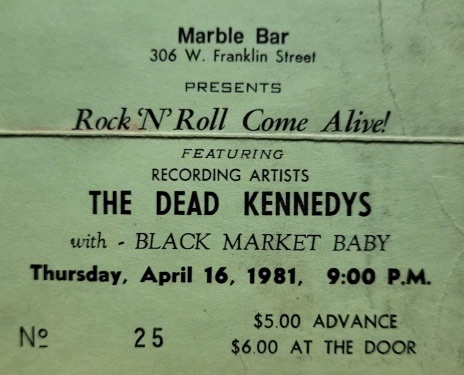 Marble Bar
306 W. Franklin Street
PRESENTS
Rock 'N' Roll Come Alive!
FEATURING
RECORDING ARTISTS
THE DEAD KENNEDYS
with - BLACK MARKET BABY
Thursday, April 16, 1981, 9:00 P.M.
$5.00 ADVANCE
Nº 25
$6.00 AT THE DOOR